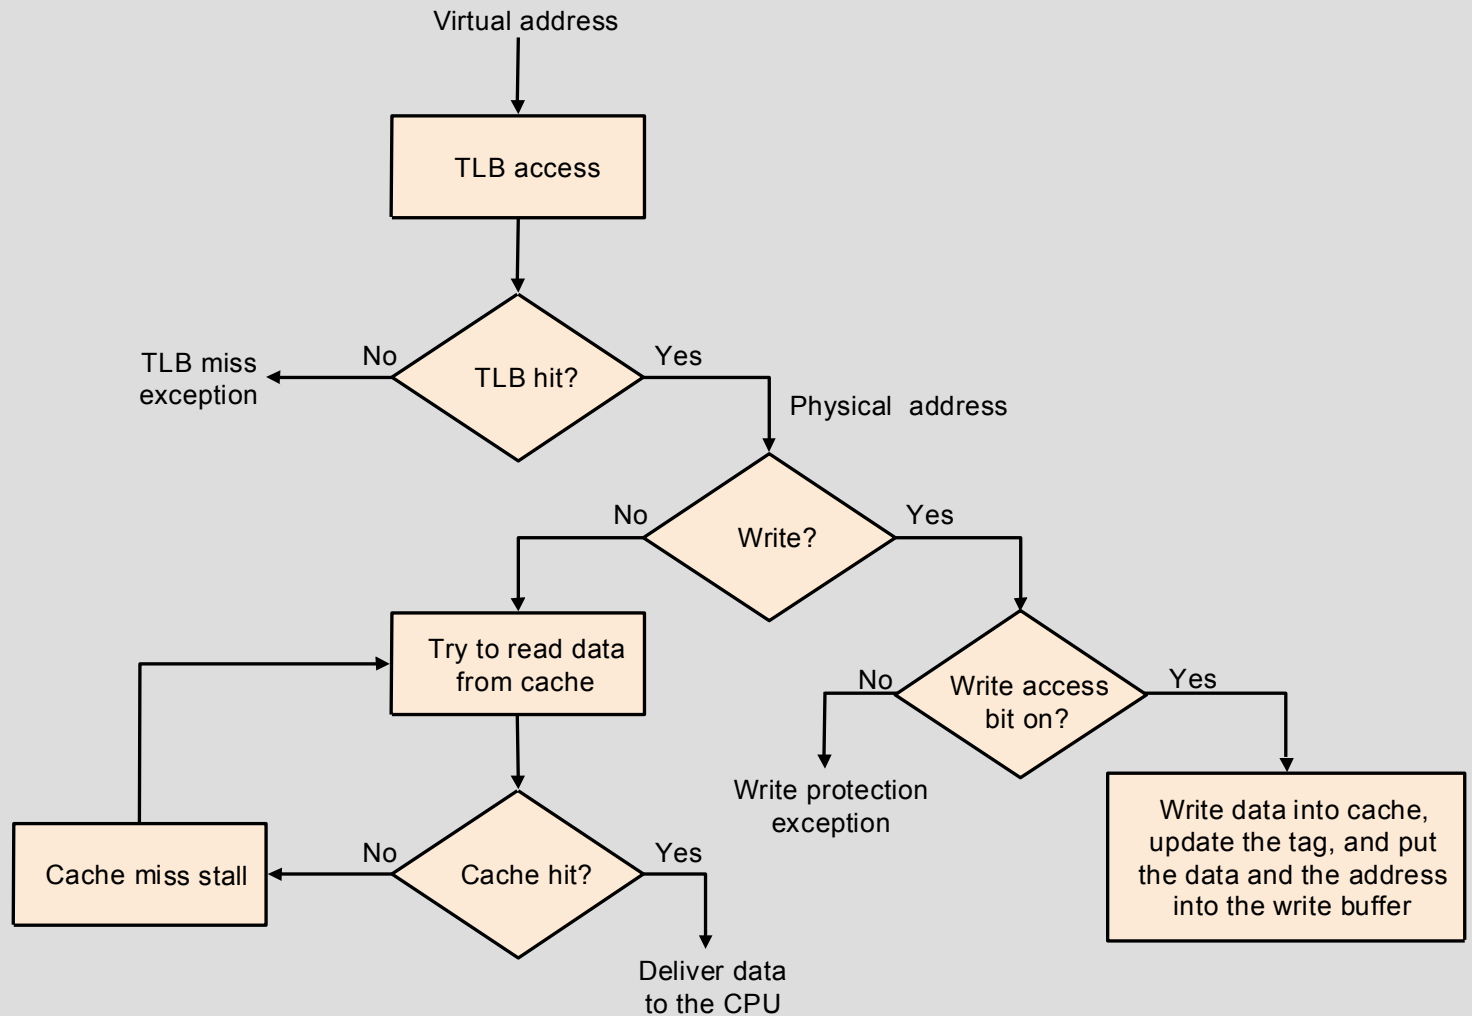 Virtual address
TLB access
TLB hit?
No
Yes
TLB miss
exception
Physical address
Write?
No
Yes
Try to read data
from cache
Write access
bit on?
No
Yes
Write protection
exception
Write data into cache,
update the tag, and put
the data and the address
into the write buffer
Cache hit?
No
Yes
Cache miss stall
Deliver data
to the CPU